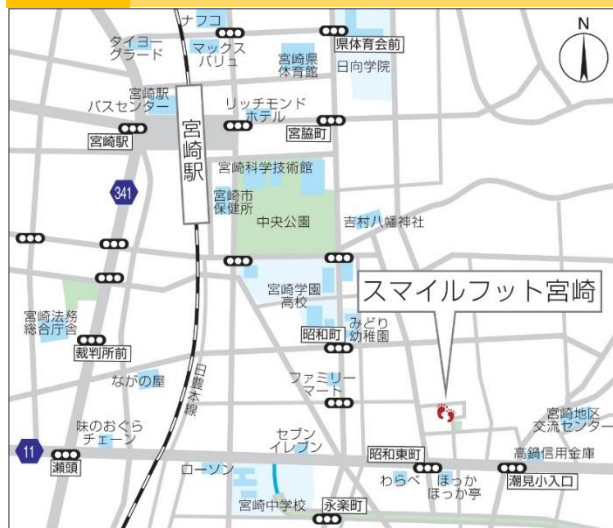 ナフコ
タイヨー
グラード
マックス
バリュ
宮崎県
体育館
県体育会前
日向学院
N
宮崎駅
バスセンター
リッチモンド
ホテル
宮崎駅
宮脇町
宮崎駅
宮崎科学技術館
341
宮崎市
保健所
中央公園
吉村八幡神社
宮崎学園
高校
スマイルフット宮崎
宮崎法務
総合庁舎
昭和町
みどり
幼稚園
裁判所前
ながの屋
日豊本線
ファミリー
マート
宮崎地区
交流センター
味のおぐら
チェーン
セブン
イレブン
昭和東町
高鍋信用金庫
11
瀬頭
ローソン
わらべ
ほっか
ほっか亭
潮見小入口
宮崎中学校
永楽町